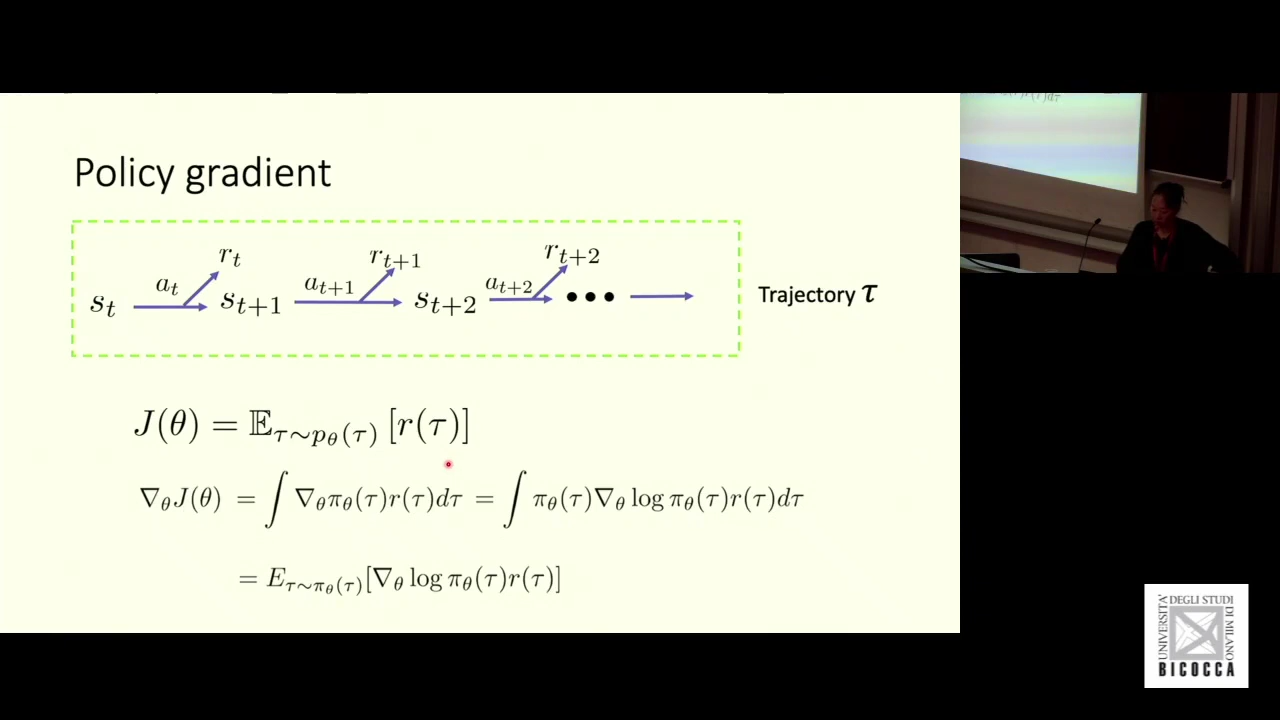 Policy gradient
r_t r_{t+1} r_{t+2}
a_t a_{t+1} a_{t+2}
s_t s_{t+1} s_{t+2} •••
Trajectory τ
J(θ) = 𝔼_{τ∼p_θ(τ)} [r(τ)]
∇_θ J(θ) = ∫ ∇_θ π_θ(τ)r(τ)dτ = ∫ π_θ(τ)∇_θ log π_θ(τ)r(τ)dτ
= E_{τ∼π_θ(τ)}[∇_θ log π_θ(τ)r(τ)]
UNIVERSITÀ
DEGLI STUDI
DI MILANO
BICOCCA